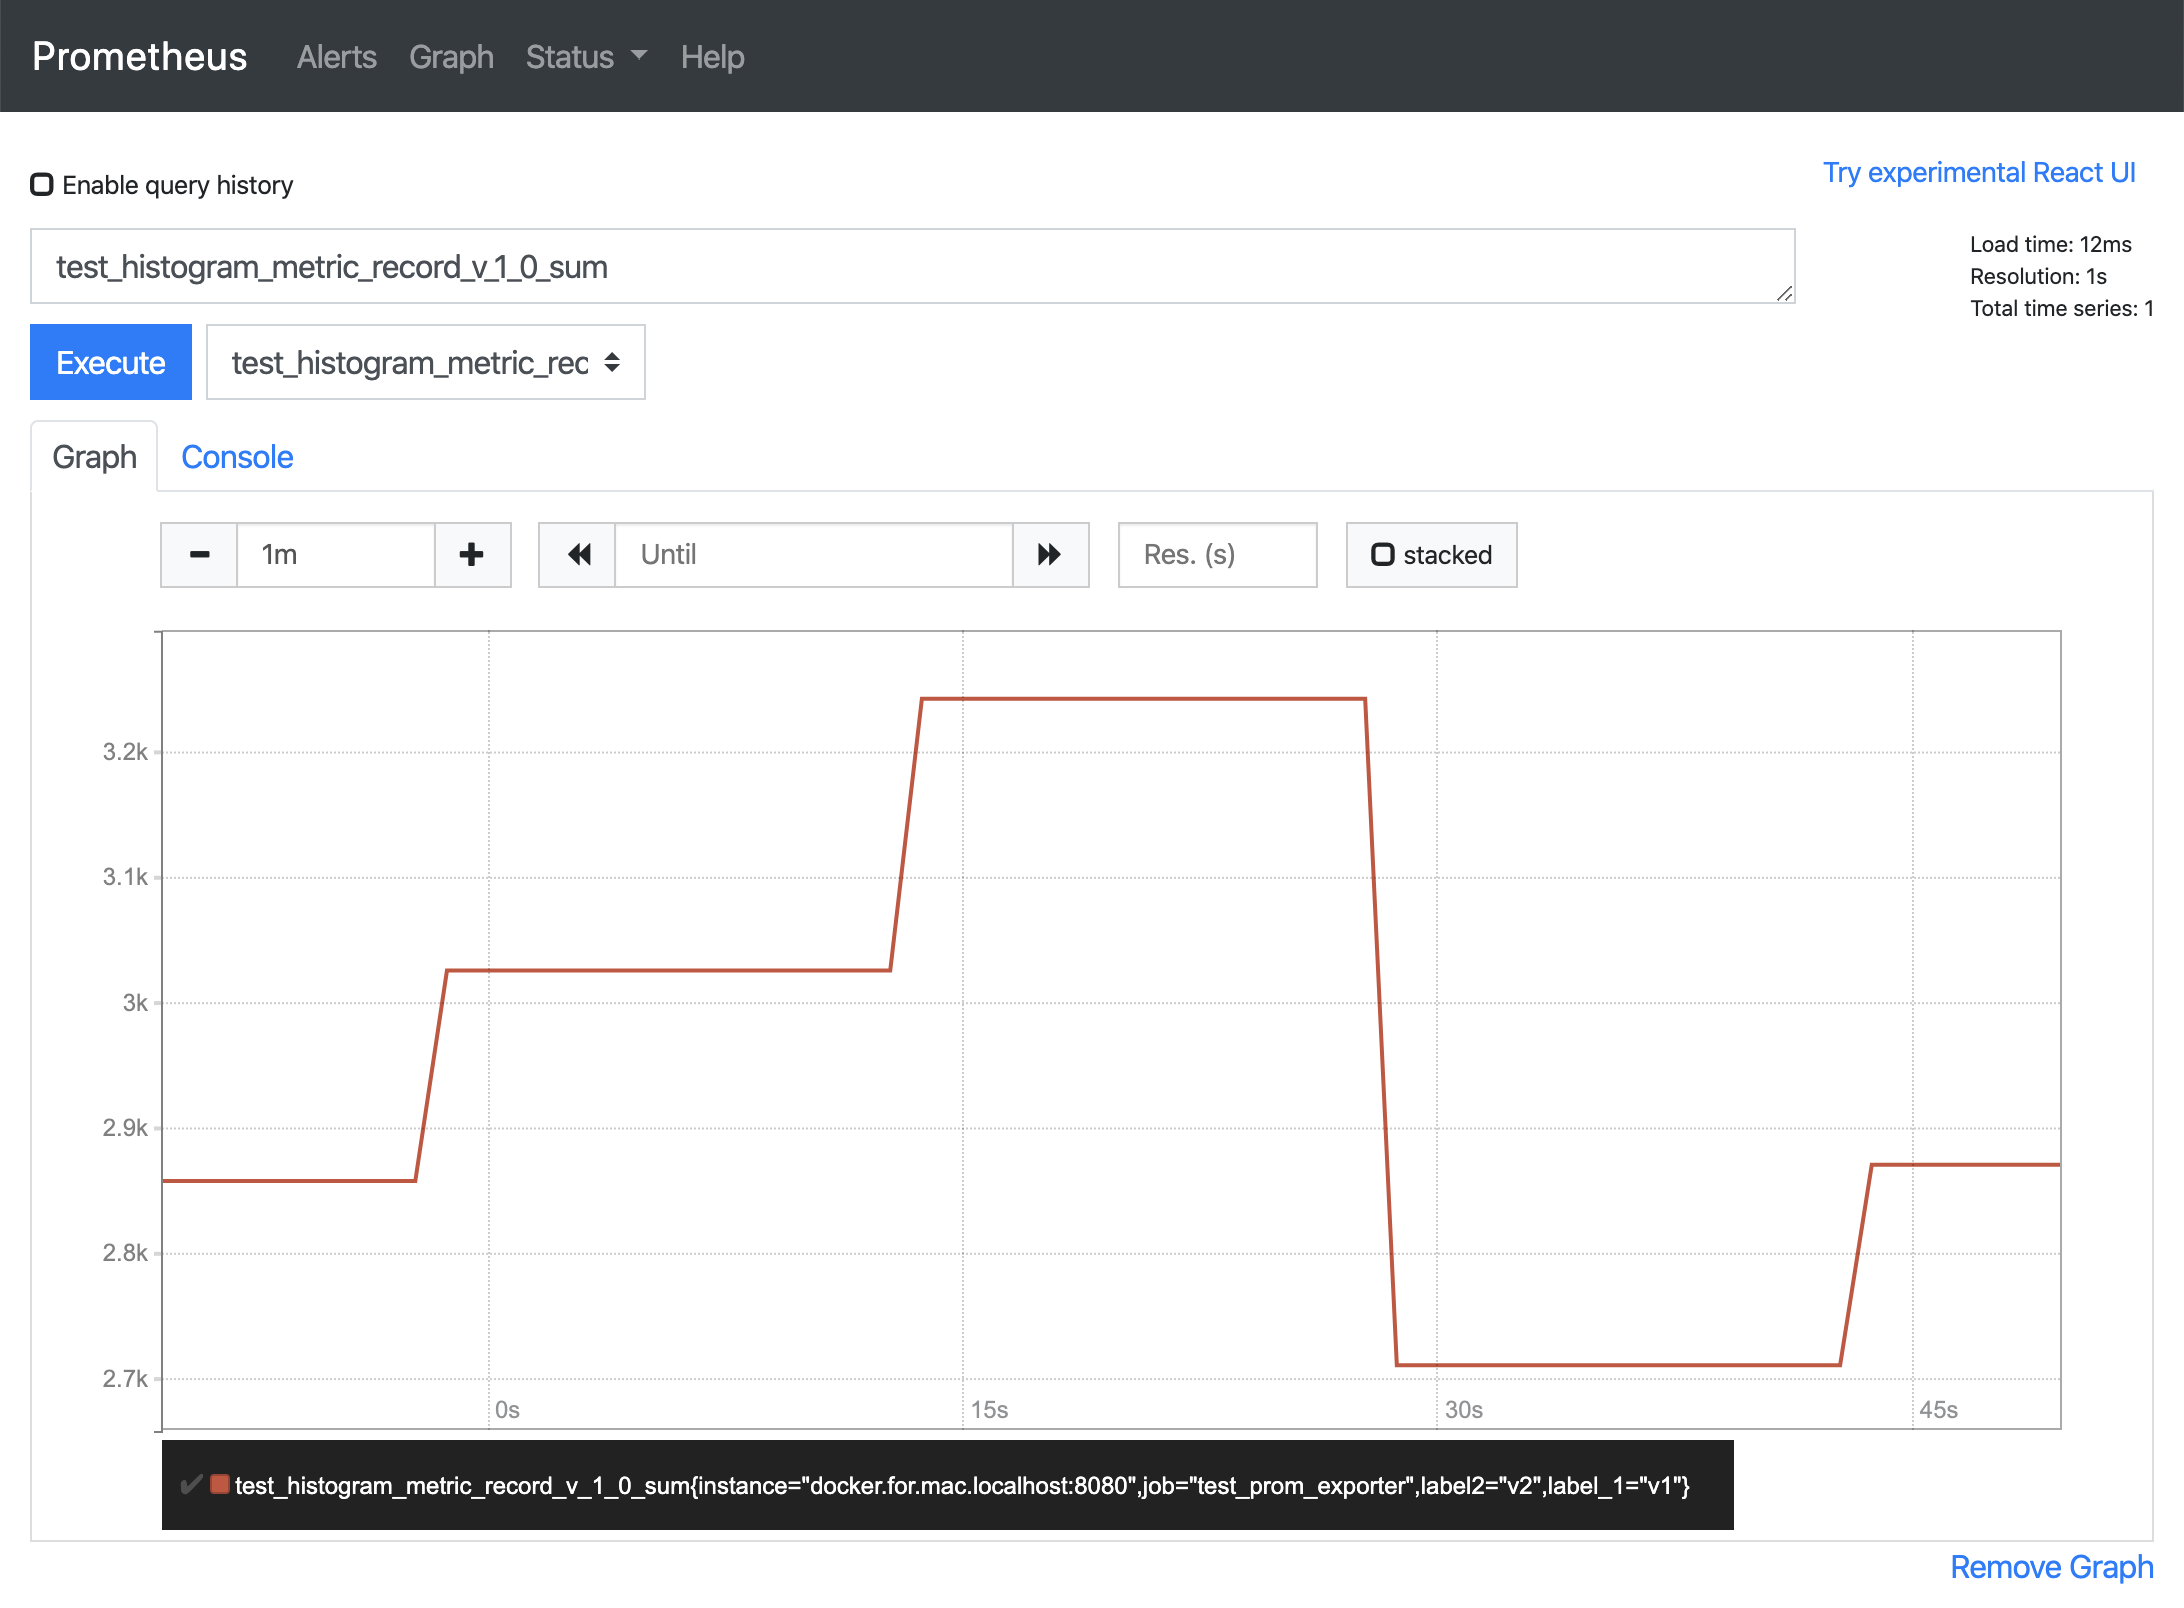 Prometheus Alerts Graph Status Help
Try experimental React UI
Enable query history
test_histogram_metric_record_v_1_0_sum
Load time: 12ms
Resolution: 1s
Total time series: 1
Execute test_histogram_metric_rec
Graph Console
1m Until Res. (s) stacked
3.2k
3.1k
3k
2.9k
2.8k
2.7k
0s 15s 30s 45s
test_histogram_metric_record_v_1_0_sum{instance="docker.for.mac.localhost:8080",job="test_prom_exporter",label2="v2",label_1="v1"}
Remove Graph